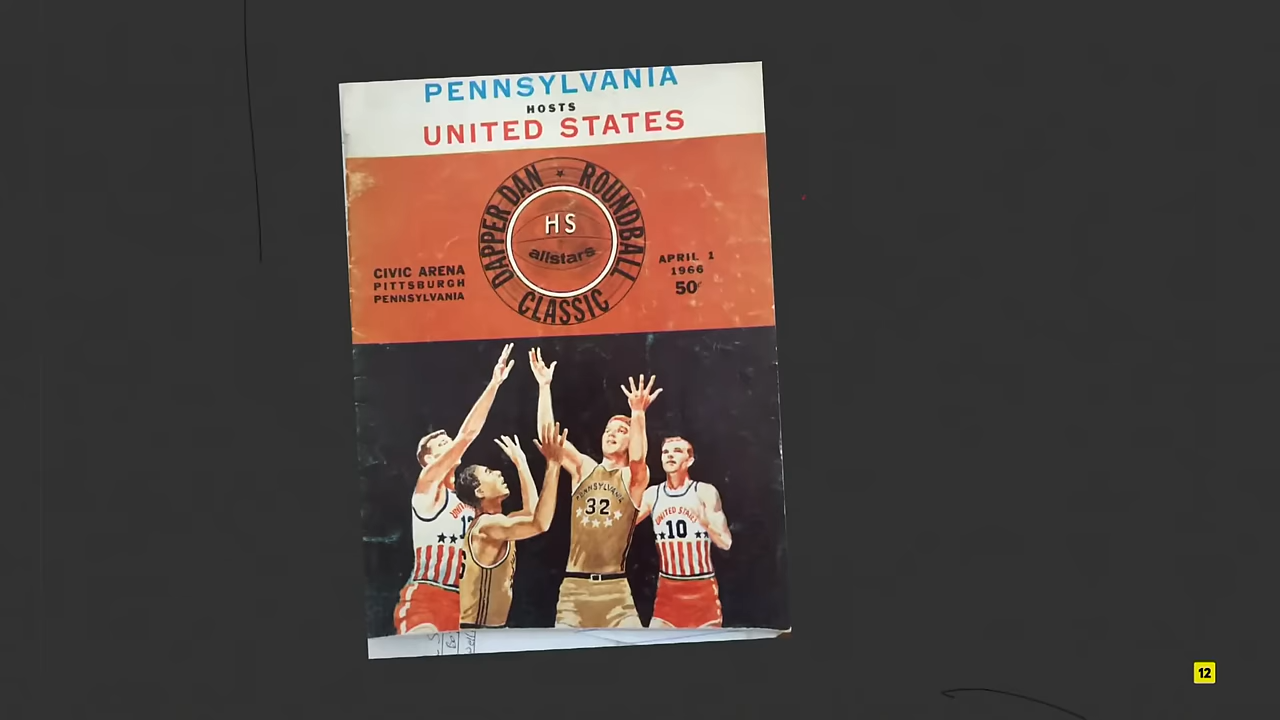 PENNSYLVANIA
HOSTS
UNITED STATES
DAPPER DAN ★ ROUNDBALL
CLASSIC
HS
allstars
CIVIC ARENA
PITTSBURGH
PENNSYLVANIA
APRIL 1
1966
50¢
PENNSYLVANIA
32
UNITED STATES
10
12